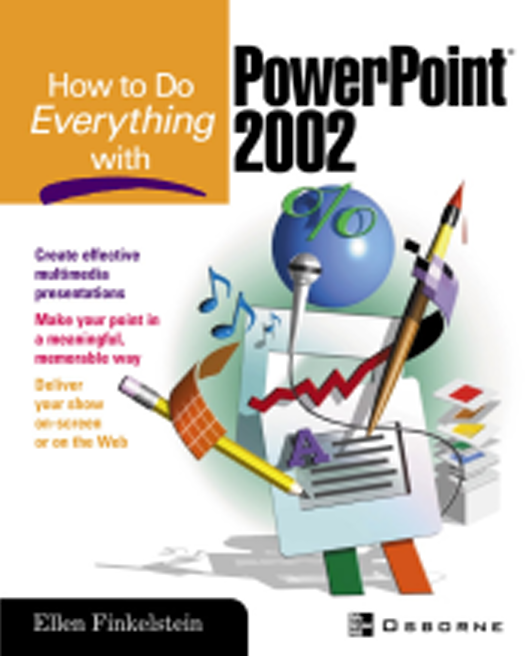 How to Do
Everything
with
PowerPoint
2002
%
Create effective
multimedia
presentations
Make your point in
a meaningful,
memorable way
Deliver
your show
on-screen
or on the Web
A
Ellen Finkelstein
OSBORNE